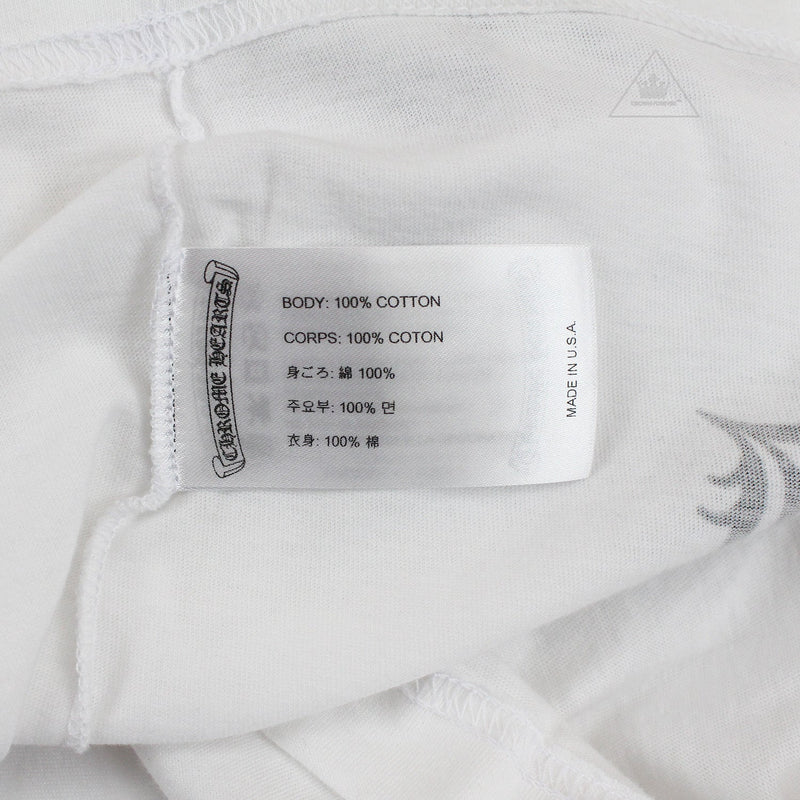 CHROME HEARTS
BODY: 100% COTTON
CORPS: 100% COTON
身ごろ: 綿 100%
주요부: 100% 면
衣身: 100% 棉
MADE IN U.S.A.